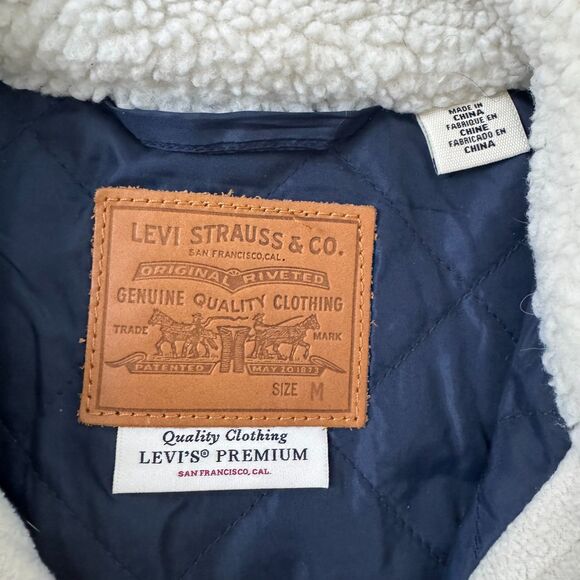 MADE IN
CHINA
FABRIQUE EN
CHINE
FABRICADO EN
CHINA
LEVI STRAUSS & CO.
SAN FRANCISCO, CAL.
ORIGINAL RIVETED
GENUINE QUALITY CLOTHING
TRADE MARK
PATENTED MAY 20 1873
SIZE M
Quality Clothing
LEVI'S® PREMIUM
SAN FRANCISCO, CAL.